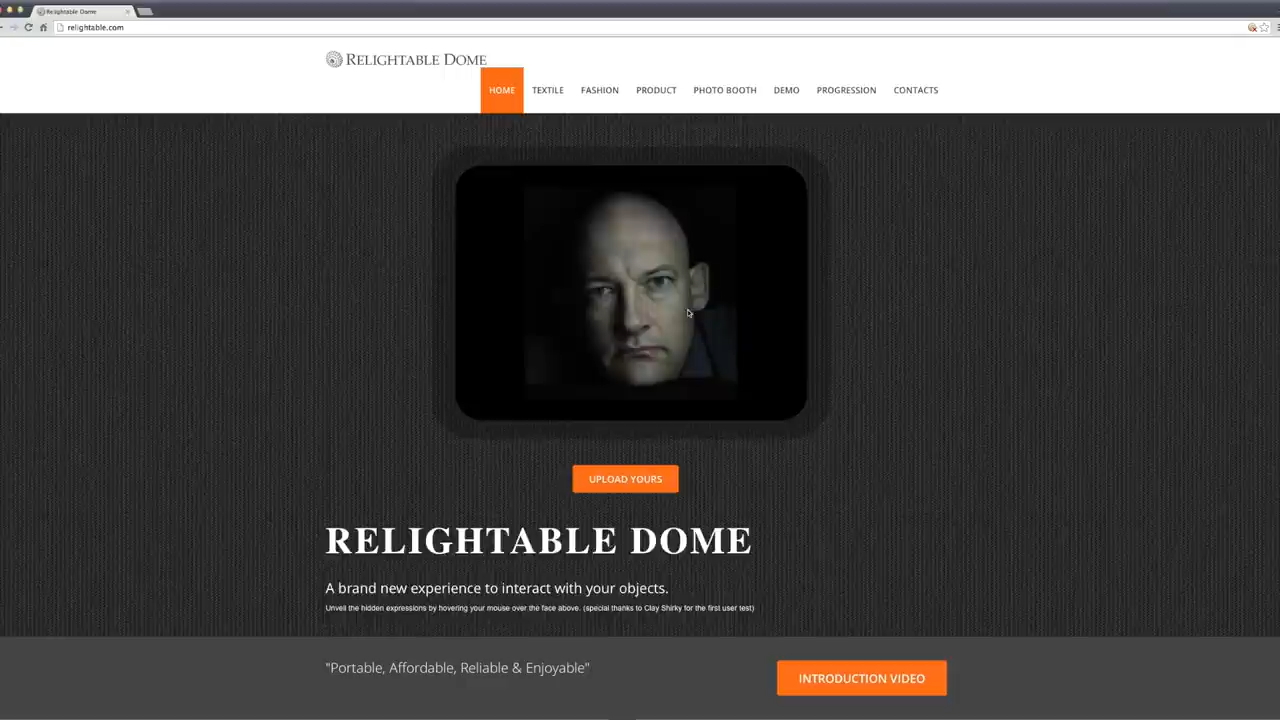 Relightable Dome
relightable.com
RELIGHTABLE DOME
HOME
TEXTILE
FASHION
PRODUCT
PHOTO BOOTH
DEMO
PROGRESSION
CONTACTS
UPLOAD YOURS
RELIGHTABLE DOME
A brand new experience to interact with your objects.
Unveil the hidden expressions by hovering your mouse over the face above. (special thanks to Clay Shirky for the first user test)
"Portable, Affordable, Reliable & Enjoyable"
INTRODUCTION VIDEO